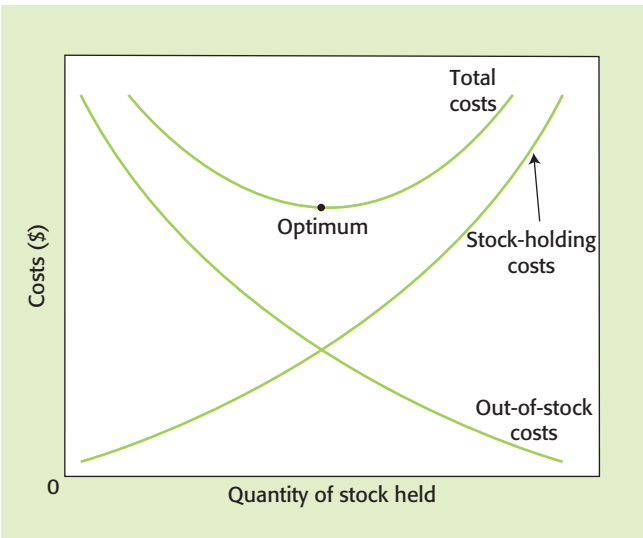 Total
costs
Optimum
Stock-holding
costs
Costs ($)
Out-of-stock
costs
0
Quantity of stock held